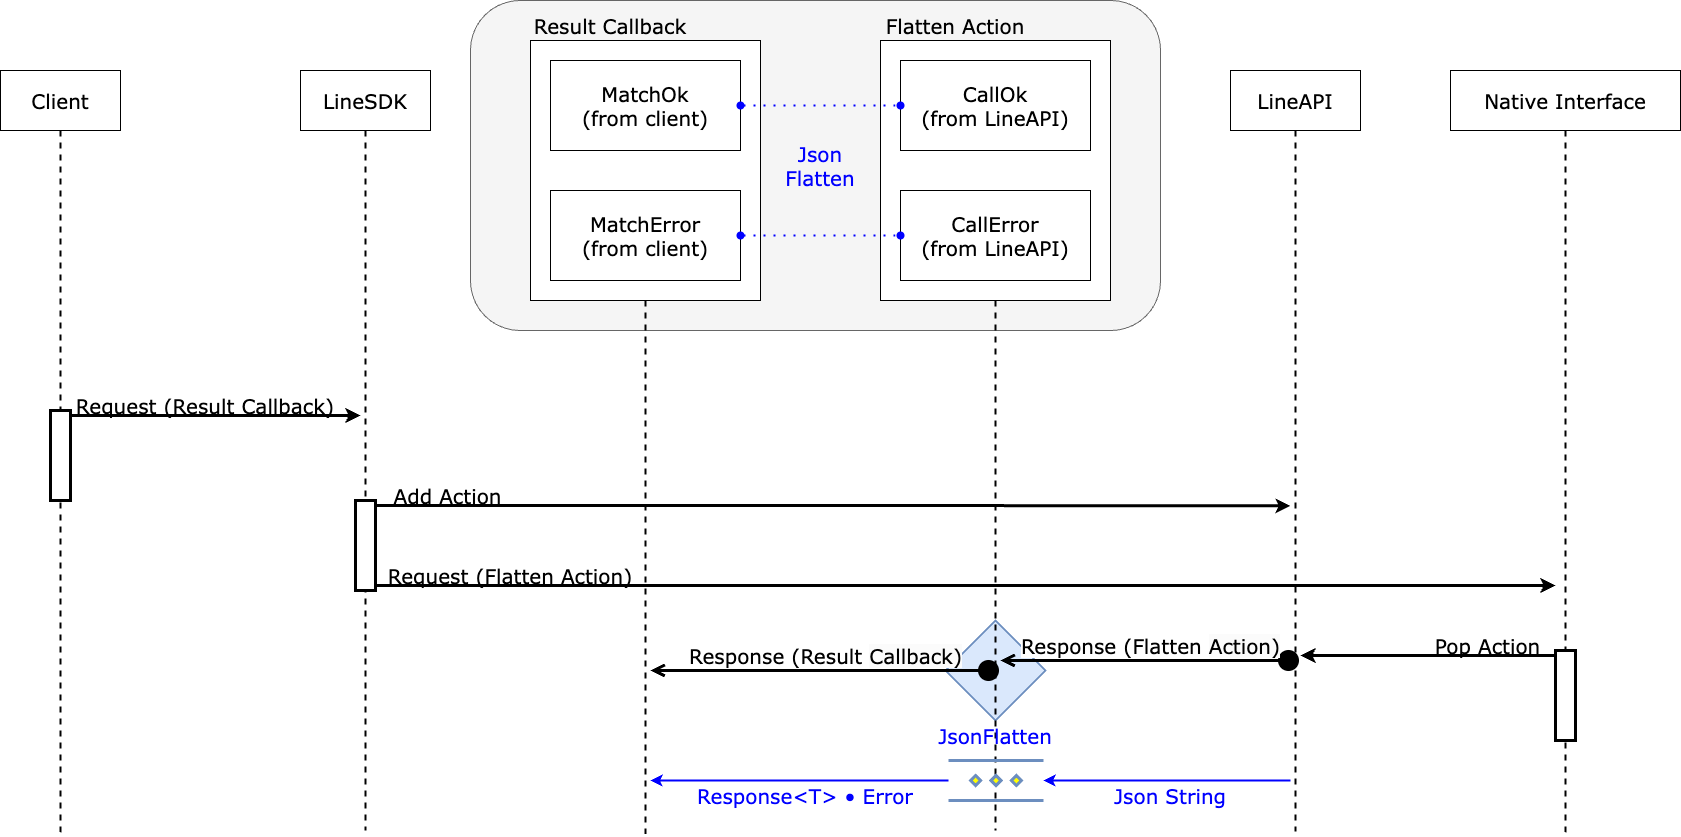 Result Callback
Flatten Action
Client
LineSDK
MatchOk
(from client)
CallOk
(from LineAPI)
LineAPI
Native Interface
Json
Flatten
MatchError
(from client)
CallError
(from LineAPI)
Request (Result Callback)
Add Action
Request (Flatten Action)
Response (Result Callback)
Response (Flatten Action)
Pop Action
JsonFlatten
Response<T> • Error
Json String